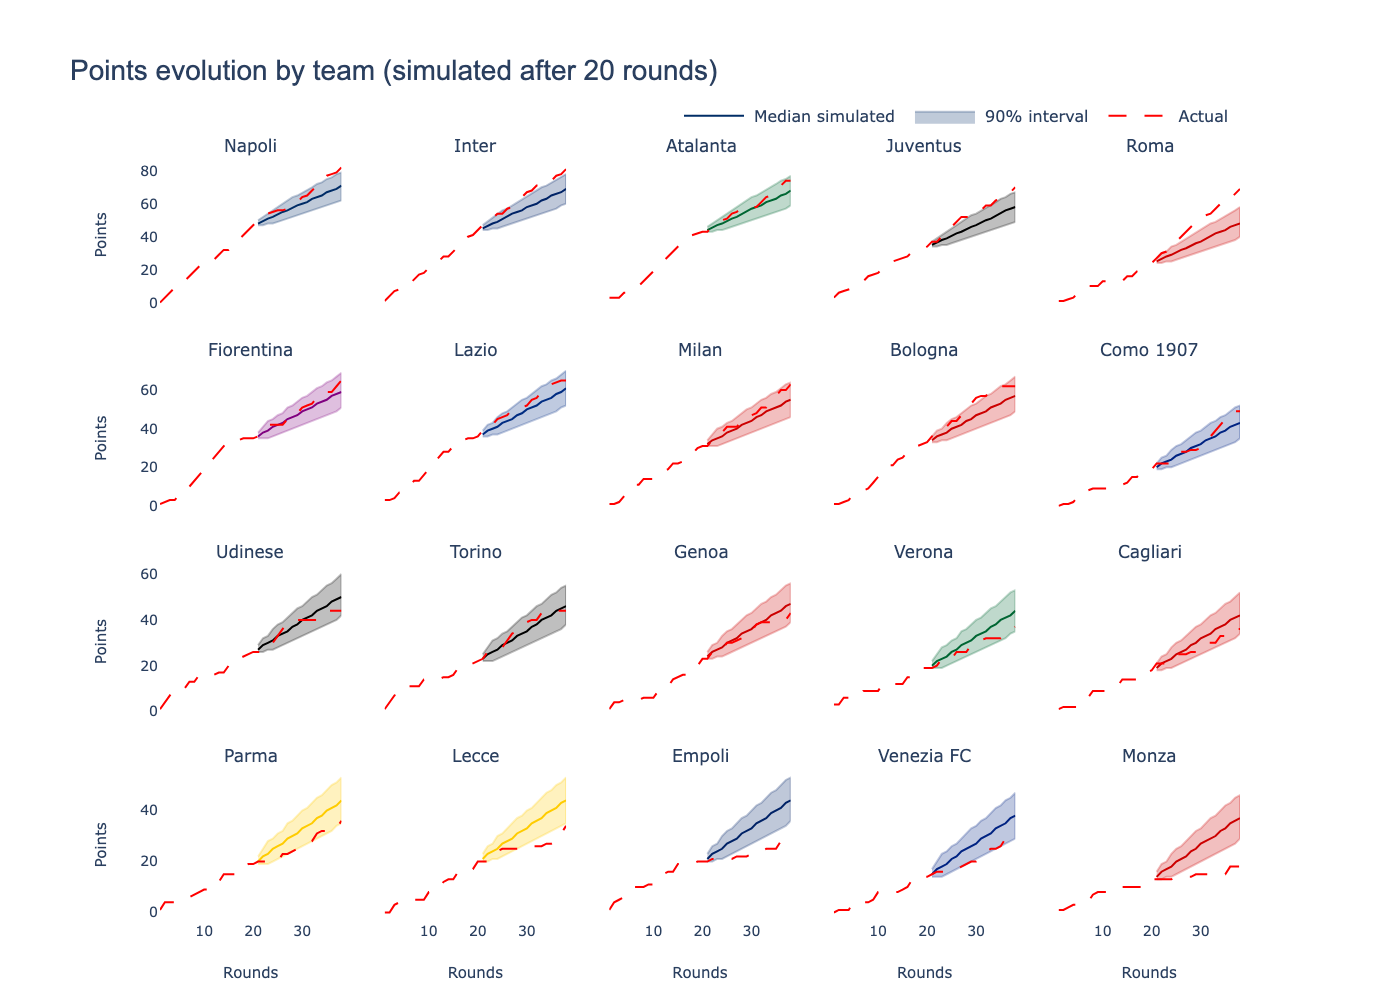 Points evolution by team (simulated after 20 rounds)
Median simulated 90% interval Actual
Napoli Inter Atalanta Juventus Roma
80
60
40
20
0
Points
Fiorentina Lazio Milan Bologna Como 1907
60
40
20
0
Points
Udinese Torino Genoa Verona Cagliari
60
40
20
0
Points
Parma Lecce Empoli Venezia FC Monza
40
20
0
Points
10 20 30 10 20 30 10 20 30 10 20 30 10 20 30
Rounds Rounds Rounds Rounds Rounds